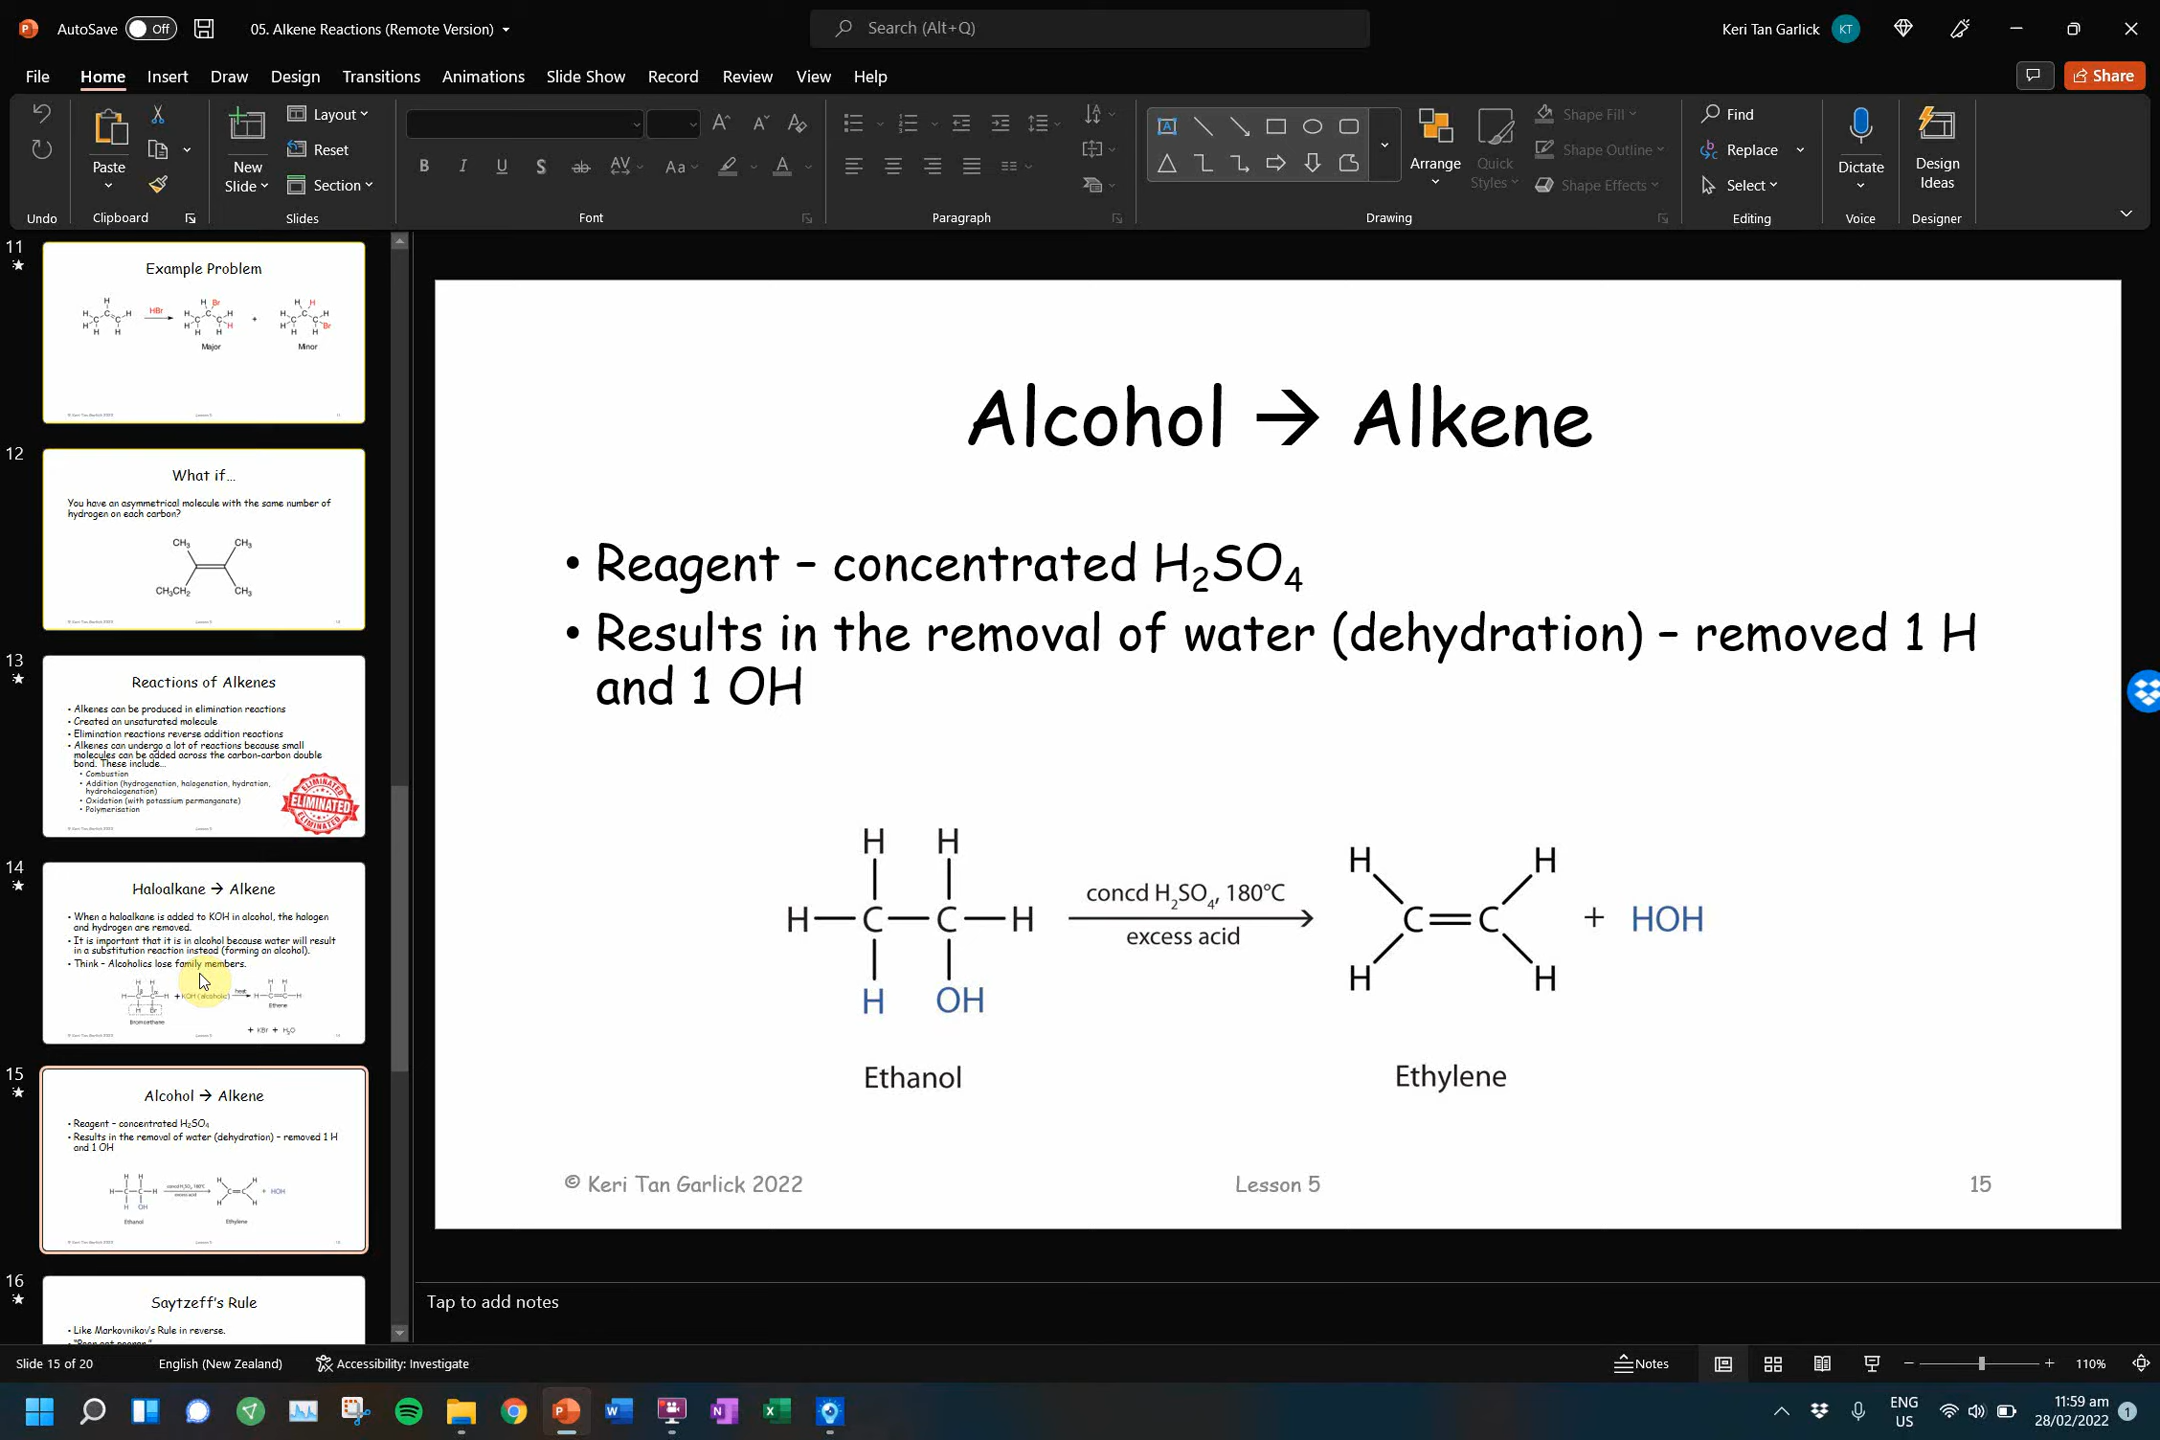 AutoSave Off
05. Alkene Reactions (Remote Version)
Search (Alt+Q)
Keri Tan Garlick KT
File Home Insert Draw Design Transitions Animations Slide Show Record Review View Help
Share
Paste
New
Slide
Layout
Reset
Section
Arrange
Quick
Styles
Shape Fill
Shape Outline
Shape Effects
Find
Replace
Select
Dictate
Design
Ideas
Undo Clipboard Slides Font Paragraph Drawing Editing Voice Designer
11
Example Problem
HBr
Major
Minor
12
What if...
You have an asymmetrical molecule with the same number of
hydrogen on each carbon?
CH3 CH3
CH3CH2 CH3
13
Reactions of Alkenes
• Alkenes can be produced in elimination reactions
• Created an unsaturated molecule
• Elimination reactions reverse addition reactions
• Alkenes can undergo a lot of reactions because small
molecules can be added across the carbon-carbon double
bond. These include...
• Combustion
• Addition (hydrogenation, halogenation, hydration,
hydrohalogenation)
• Oxidation (with potassium permanganate)
• Polymerisation
ELIMINATED
ELIMINATED
ELIMINATED
14
Haloalkane → Alkene
• When a haloalkane is added to KOH in alcohol, the halogen
and hydrogen are removed.
• It is important that it is in alcohol because water will result
in a substitution reaction instead (forming an alcohol).
• Think – Alcoholics lose family members.
+ KOH (alcoholic) heat
Bromoethane
Ethene
+ KBr + H2O
15
Alcohol → Alkene
• Reagent – concentrated H2SO4
• Results in the removal of water (dehydration) – removed 1 H
and 1 OH
Ethanol
Ethylene
16
Saytzeff's Rule
• Like Markovnikov's Rule in reverse.
Alcohol → Alkene
• Reagent – concentrated H₂SO₄
• Results in the removal of water (dehydration) – removed 1 H
and 1 OH
H H
H C C H
H OH
Ethanol
concd H₂SO₄, 180°C
excess acid
H H
C C
H H
Ethylene
+ HOH
© Keri Tan Garlick 2022
Lesson 5
15
Tap to add notes
Slide 15 of 20
English (New Zealand)
Accessibility: Investigate
Notes
110%
ENG
US
11:59 am
28/02/2022
1